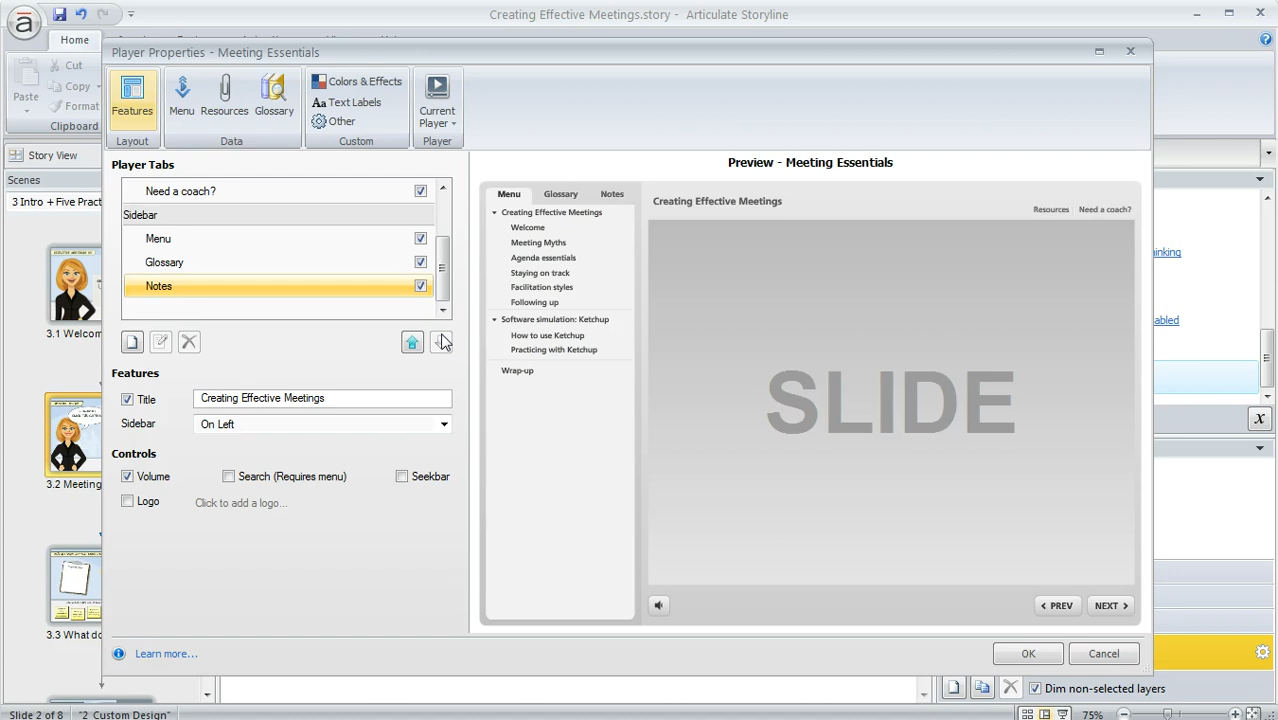 Creating Effective Meetings.story - Articulate Storyline
Home
Cut
Copy
Format
Paste
Clipboard
Story View
Scenes
3 Intro + Five Pract
3.1 Welcom
3.2 Meeting
3.3 What do
Player Properties - Meeting Essentials
Features
Menu
Resources
Glossary
Colors & Effects
Text Labels
Other
Current
Player
Layout
Data
Custom
Player
Player Tabs
Need a coach?
Sidebar
Menu
Glossary
Notes
Features
Title
Creating Effective Meetings
Sidebar
On Left
Controls
Volume
Search (Requires menu)
Seekbar
Logo
Click to add a logo...
Learn more...
Preview - Meeting Essentials
Menu
Glossary
Notes
Creating Effective Meetings
Welcome
Meeting Myths
Agenda essentials
Staying on track
Facilitation styles
Following up
Software simulation: Ketchup
How to use Ketchup
Practicing with Ketchup
Wrap-up
Creating Effective Meetings
Resources
Need a coach?
SLIDE
PREV
NEXT
OK
Cancel
inking
abled
x
Dim non-selected layers
Slide 2 of 8
"2_Custom Design"
75%